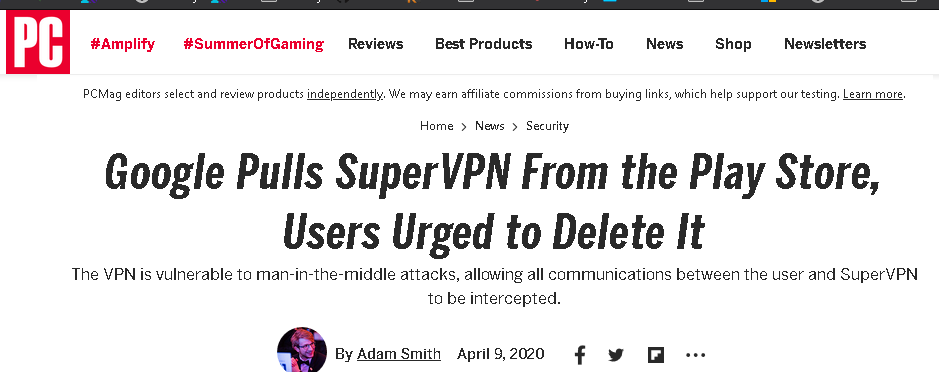 PC
#Amplify #SummerOfGaming Reviews Best Products How-To News Shop Newsletters
PCMag editors select and review products independently. We may earn affiliate commissions from buying links, which help support our testing. Learn more.
Home > News > Security
Google Pulls SuperVPN From the Play Store,
Users Urged to Delete It
The VPN is vulnerable to man-in-the-middle attacks, allowing all communications between the user and SuperVPN
to be intercepted.
By Adam Smith April 9, 2020